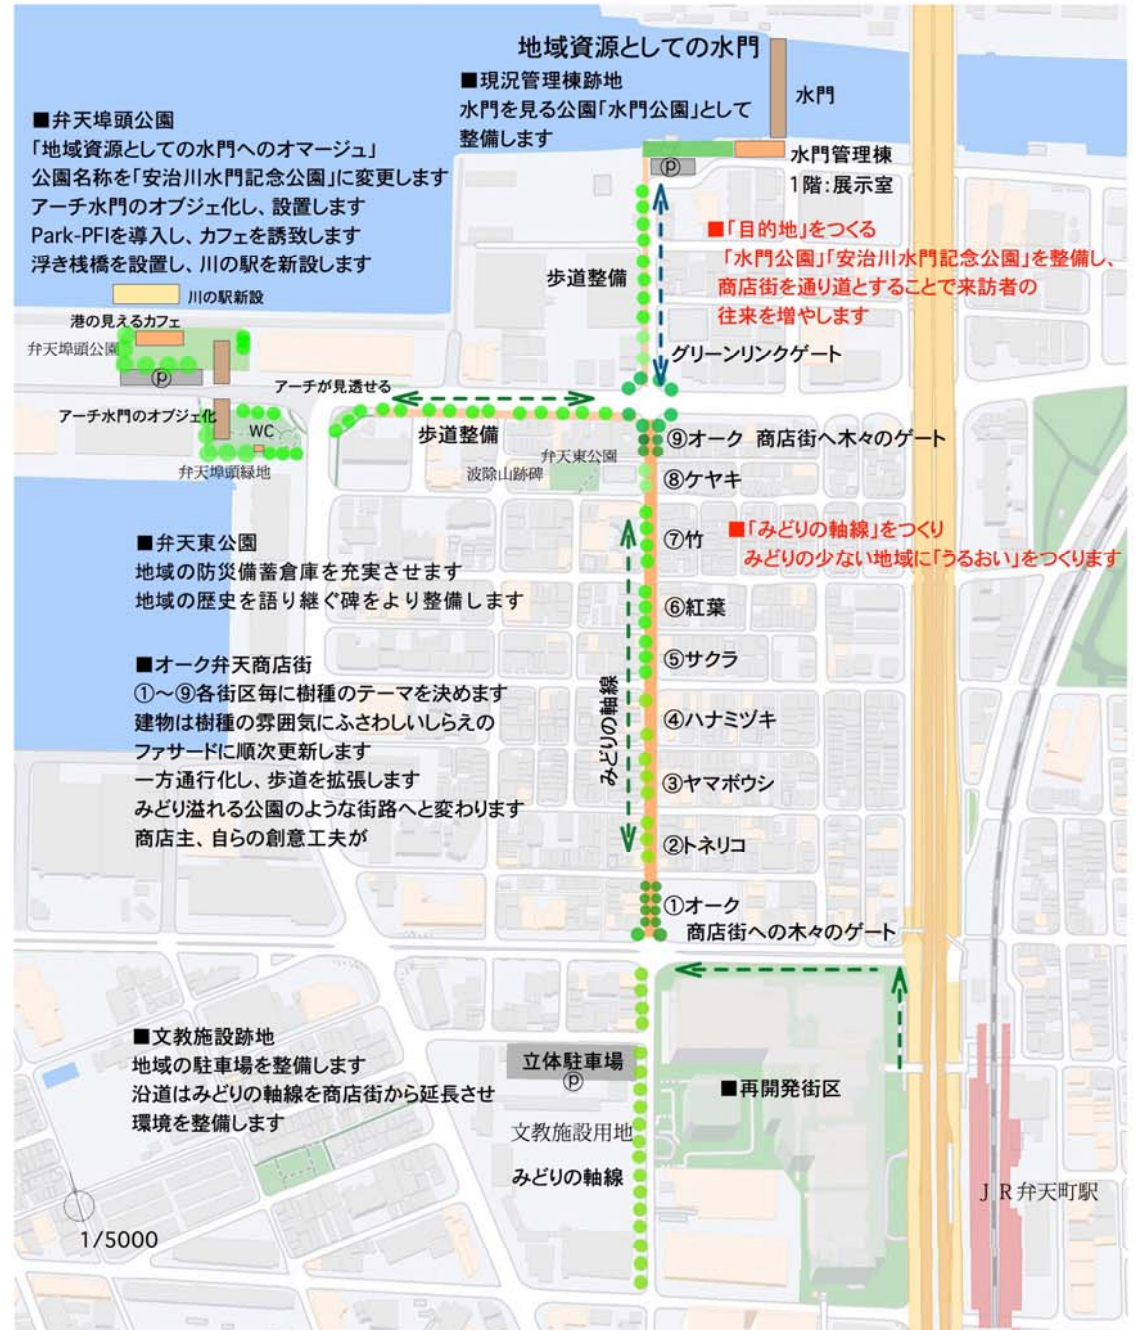 地域資源としての水門
■現況管理棟跡地
水門を見る公園「水門公園」として
整備します
水門
水門管理棟
1階:展示室
Ⓟ
■弁天埠頭公園
「地域資源としての水門へのオマージュ」
公園名称を「安治川水門記念公園」に変更します
アーチ水門のオブジェ化し、設置します
Park-PFIを導入し、カフェを誘致します
浮き桟橋を設置し、川の駅を新設します
川の駅新設
港の見えるカフェ
弁天埠頭公園
Ⓟ
アーチが見透せる
アーチ水門のオブジェ化
WC
弁天埠頭緑地
歩道整備
■「目的地」をつくる
「水門公園」「安治川水門記念公園」を整備し、
商店街を通り道とすることで来訪者の
往来を増やします
グリーンリンクゲート
歩道整備
弁天東公園
波除山跡碑
⑨オーク 商店街へ木々のゲート
⑧ケヤキ
⑦竹
■「みどりの軸線」をつくり
みどりの少ない地域に「うるおい」をつくります
⑥紅葉
⑤サクラ
④ハナミヅキ
③ヤマボウシ
②トネリコ
①オーク
商店街への木々のゲート
みどりの軸線
■弁天東公園
地域の防災備蓄倉庫を充実させます
地域の歴史を語り継ぐ碑をより整備します
■オーク弁天商店街
①～⑨各街区毎に樹種のテーマを決めます
建物は樹種の雰囲気にふさわしいしらえの
ファサードに順次更新します
一方通行化し、歩道を拡張します
みどり溢れる公園のような街路へと変わります
商店主、自らの創意工夫が
■文教施設跡地
地域の駐車場を整備します
沿道はみどりの軸線を商店街から延長させ
環境を整備します
立体駐車場
Ⓟ
文教施設用地
みどりの軸線
■再開発街区
JR弁天町駅
1/5000